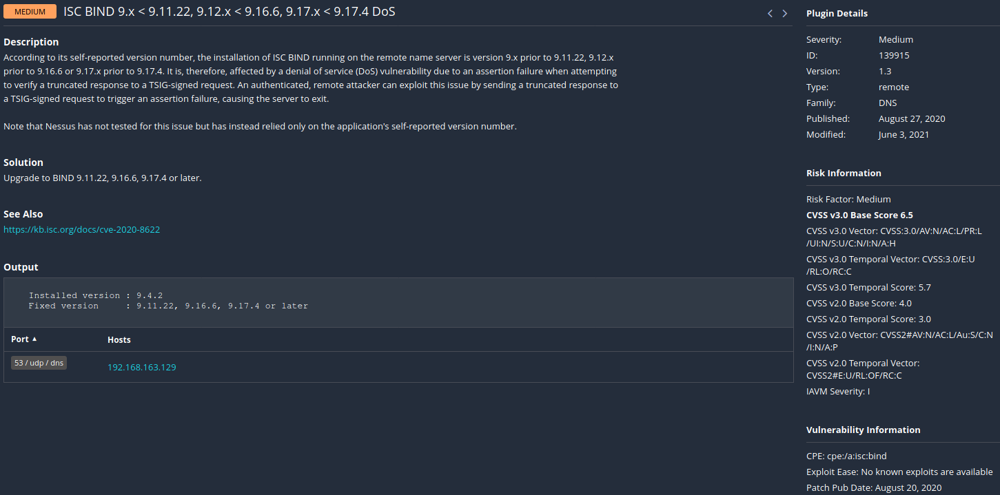 MEDIUM ISC BIND 9.x < 9.11.22, 9.12.x < 9.16.6, 9.17.x < 9.17.4 DoS
Description
According to its self-reported version number, the installation of ISC BIND running on the remote name server is version 9.x prior to 9.11.22, 9.12.x
prior to 9.16.6 or 9.17.x prior to 9.17.4. It is, therefore, affected by a denial of service (DoS) vulnerability due to an assertion failure when attempting
to verify a truncated response to a TSIG-signed request. An authenticated, remote attacker can exploit this issue by sending a truncated response to
a TSIG-signed request to trigger an assertion failure, causing the server to exit.
Note that Nessus has not tested for this issue but has instead relied only on the application's self-reported version number.
Solution
Upgrade to BIND 9.11.22, 9.16.6, 9.17.4 or later.
See Also
https://kb.isc.org/docs/cve-2020-8622
Output
Installed version : 9.4.2
Fixed version : 9.11.22, 9.16.6, 9.17.4 or later
Port ▲ Hosts
53 / udp / dns 192.168.163.129
Plugin Details
Severity: Medium
ID: 139915
Version: 1.3
Type: remote
Family: DNS
Published: August 27, 2020
Modified: June 3, 2021
Risk Information
Risk Factor: Medium
CVSS v3.0 Base Score 6.5
CVSS v3.0 Vector: CVSS:3.0/AV:N/AC:L/PR:L
/UI:N/S:U/C:N/I:N/A:H
CVSS v3.0 Temporal Vector: CVSS:3.0/E:U
/RL:O/RC:C
CVSS v3.0 Temporal Score: 5.7
CVSS v2.0 Base Score: 4.0
CVSS v2.0 Temporal Score: 3.0
CVSS v2.0 Vector: CVSS2#AV:N/AC:L/Au:S/C:N
/I:N/A:P
CVSS v2.0 Temporal Vector:
CVSS2#E:U/RL:OF/RC:C
IAVM Severity: I
Vulnerability Information
CPE: cpe:/a:isc:bind
Exploit Ease: No known exploits are available
Patch Pub Date: August 20, 2020